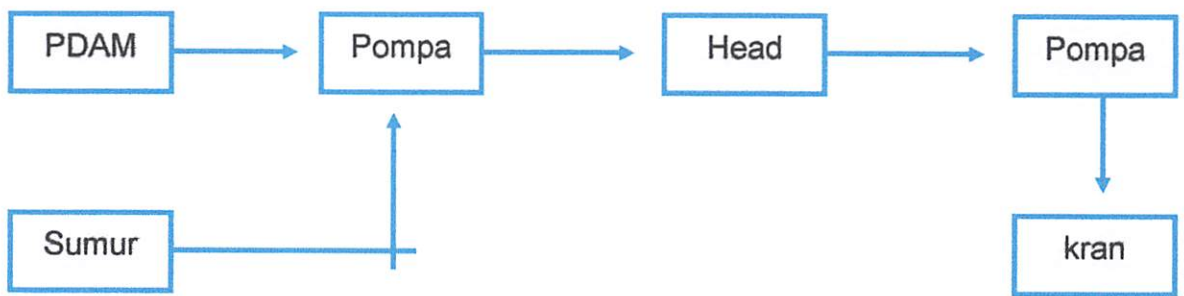 PDAM
Pompa
Head
Pompa
Sumur
kran